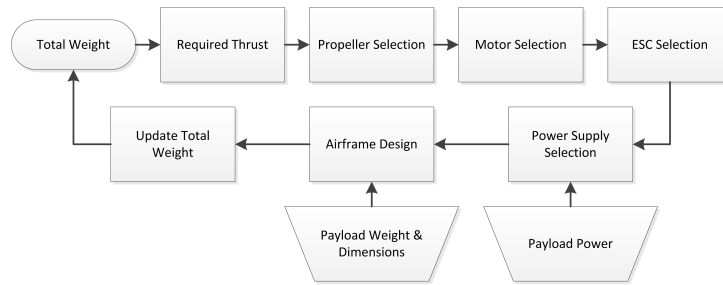 Total Weight
Required Thrust
Propeller Selection
Motor Selection
ESC Selection
Update Total
Weight
Airframe Design
Power Supply
Selection
Payload Weight &
Dimensions
Payload Power